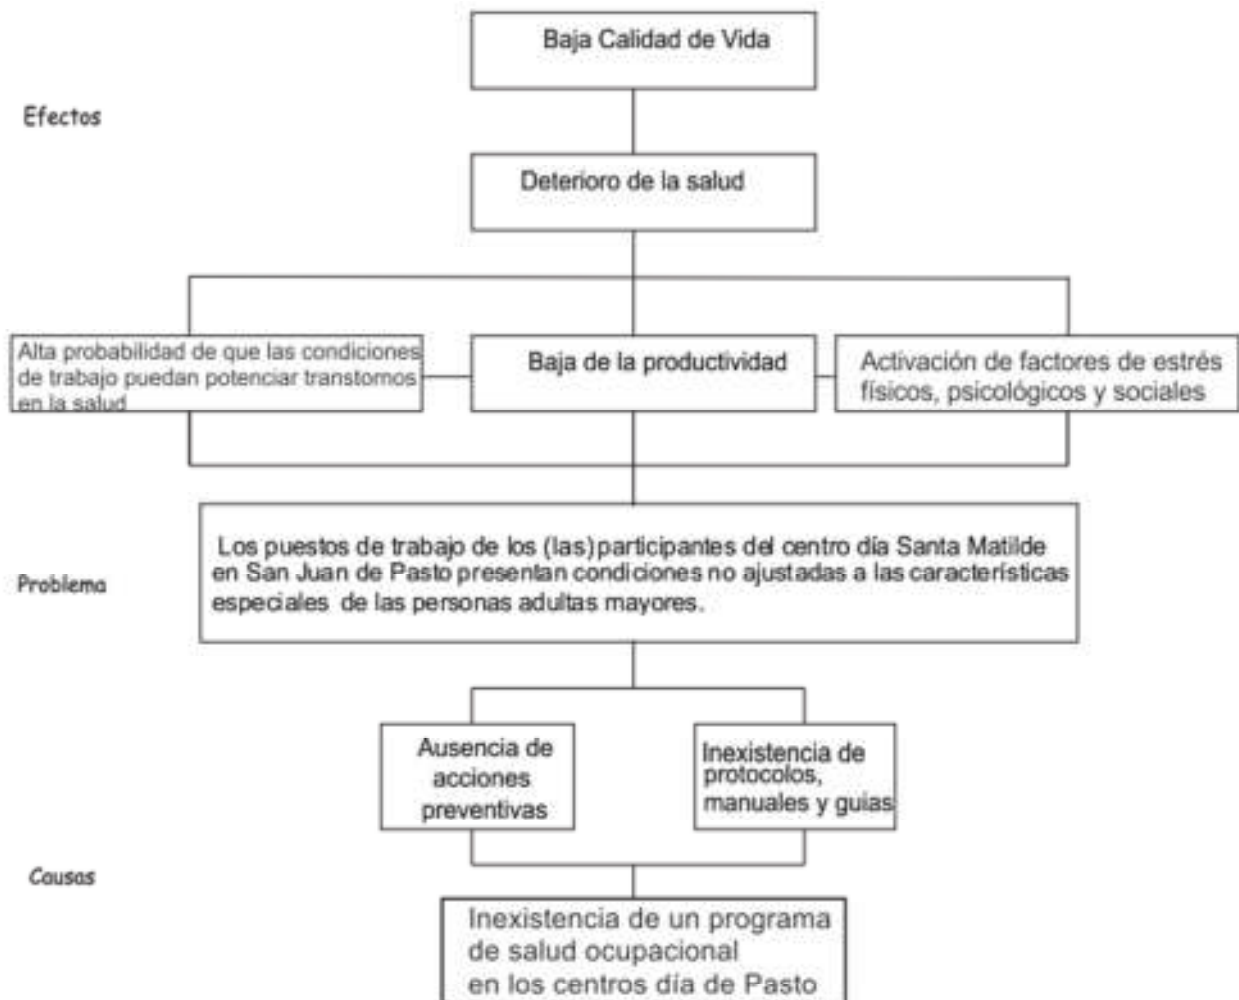 Baja Calidad de Vida
Efectos
Deterioro de la salud
Alta probabilidad de que las condiciones
de trabajo puedan potenciar transtornos
en la salud
Baja de la productividad
Activación de factores de estrés
físicos, psicológicos y sociales
Los puestos de trabajo de los (las)participantes del centro día Santa Matilde
en San Juan de Pasto presentan condiciones no ajustadas a las características
especiales de las personas adultas mayores.
Problema
Ausencia de
acciones
preventivas
Inexistencia de
protocolos,
manuales y guias
Causas
Inexistencia de un programa
de salud ocupacional
en los centros día de Pasto